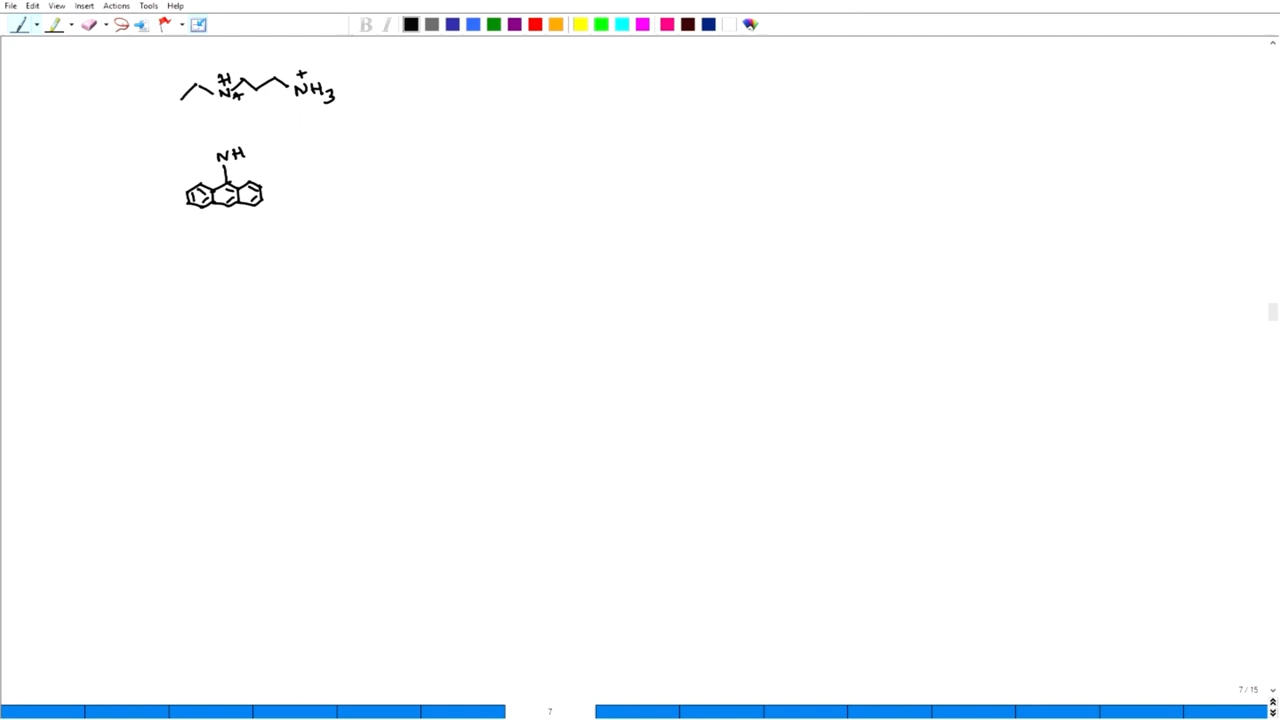 File Edit View Insert Actions Tools Help
B I
H + 
N+ NH3
NH
7 / 15
7